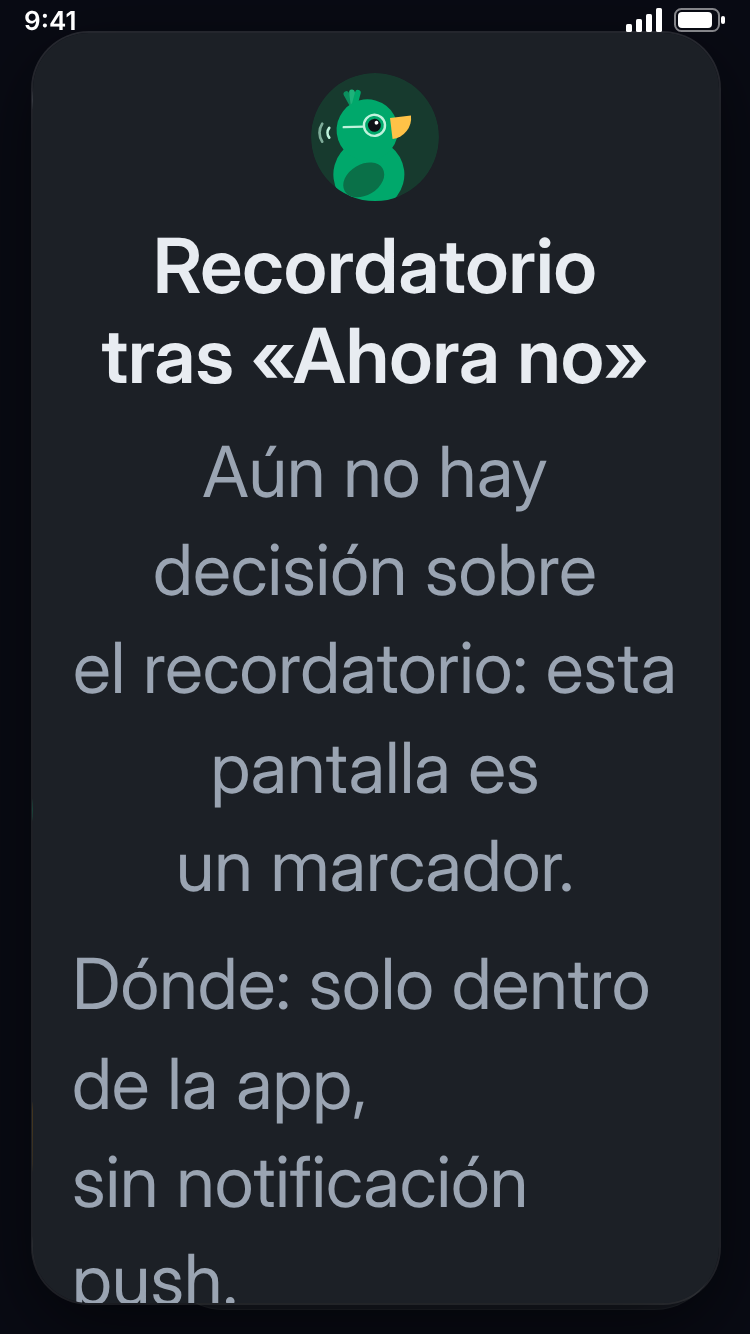 9:41
Recordatorio
tras «Ahora no»
Aún no hay
decisión sobre
el recordatorio: esta
pantalla es
un marcador.
Dónde: solo dentro
de la app,
sin notificación
push.